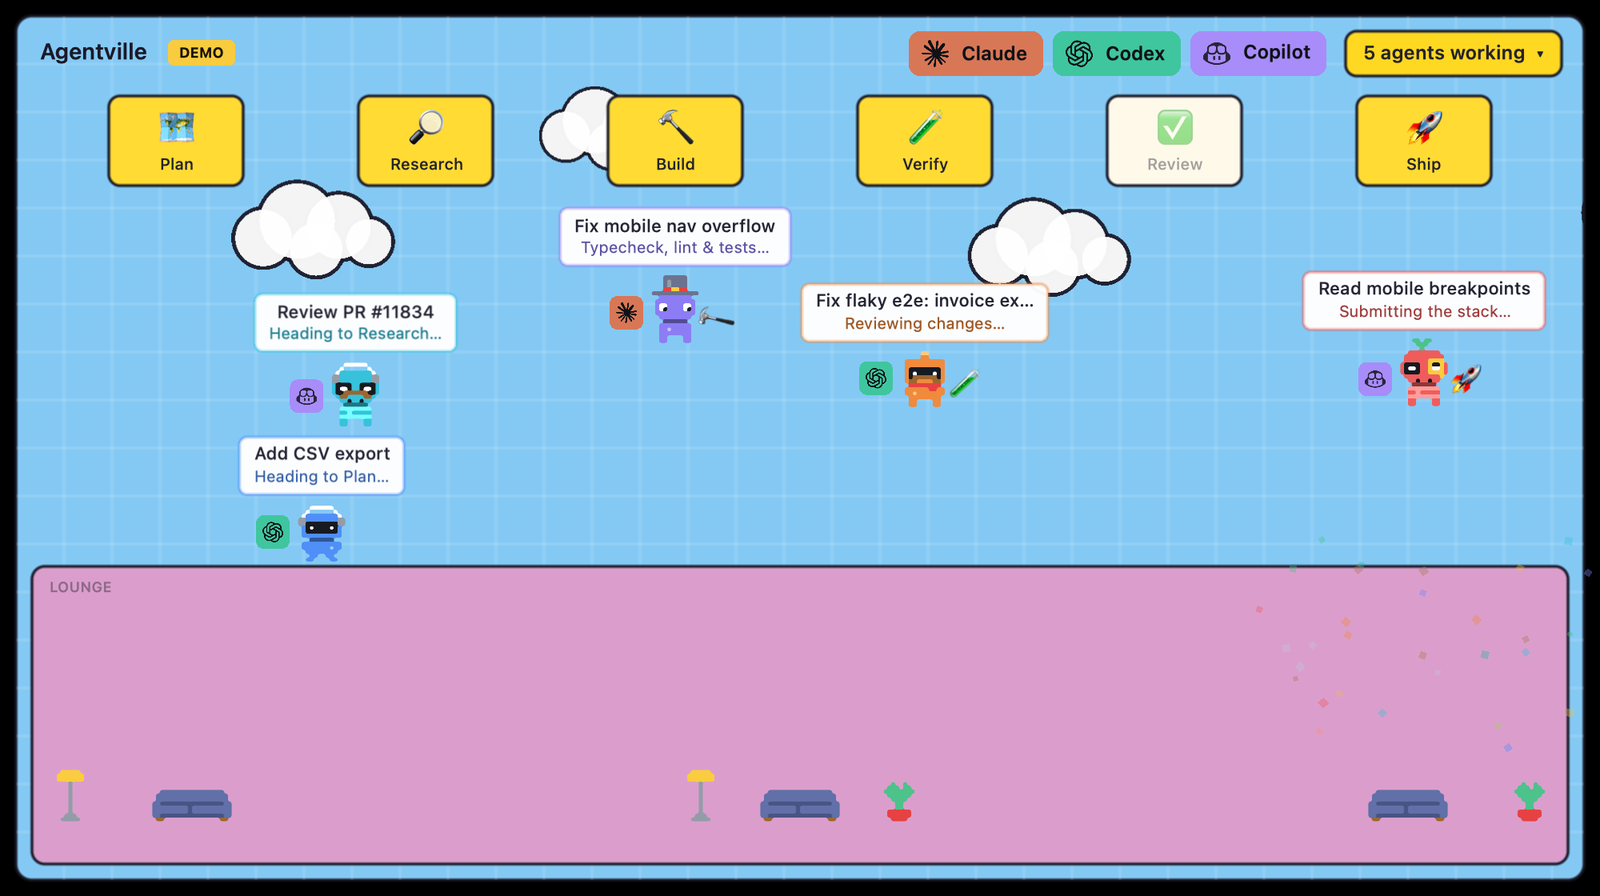 Agentville
DEMO
Claude
Codex
Copilot
5 agents working
Plan
Research
Build
Verify
Review
Ship
Fix mobile nav overflow
Typecheck, lint & tests...
Read mobile breakpoints
Submitting the stack...
Fix flaky e2e: invoice ex...
Reviewing changes...
Review PR #11834
Heading to Research...
Add CSV export
Heading to Plan...
LOUNGE